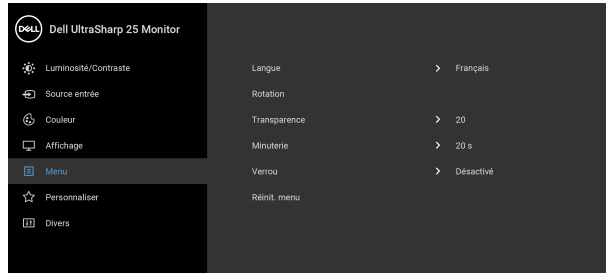 DELL Dell UltraSharp 25 Monitor
Luminosité/Contraste
Source entrée
Couleur
Affichage
Menu
Personnaliser
Divers
Langue > Français
Rotation
Transparence > 20
Minuterie > 20 s
Verrou > Désactivé
Réinit. menu